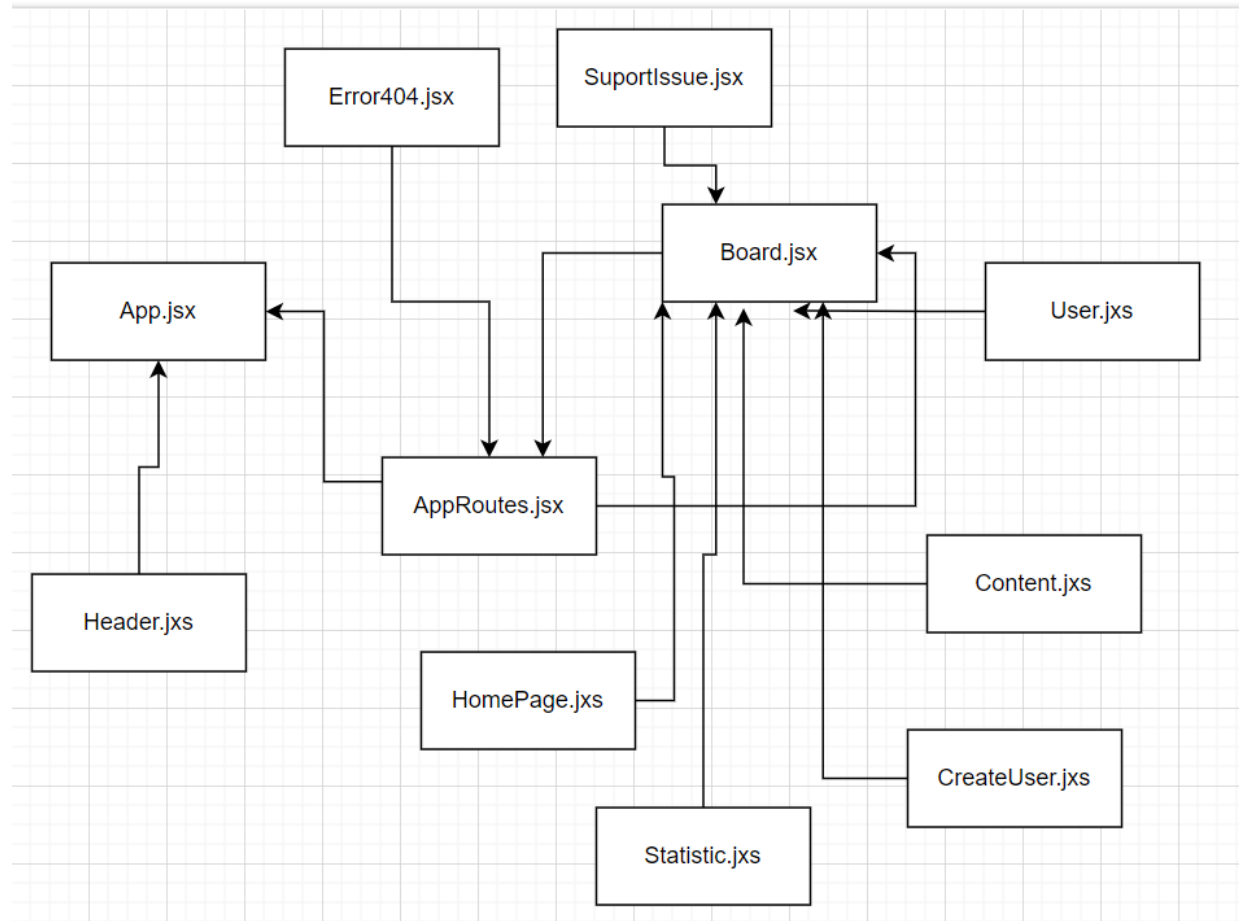 SuportIssue.jsx
Error404.jsx
Board.jsx
App.jsx
User.jxs
AppRoutes.jsx
Content.jxs
Header.jxs
HomePage.jxs
CreateUser.jxs
Statistic.jxs